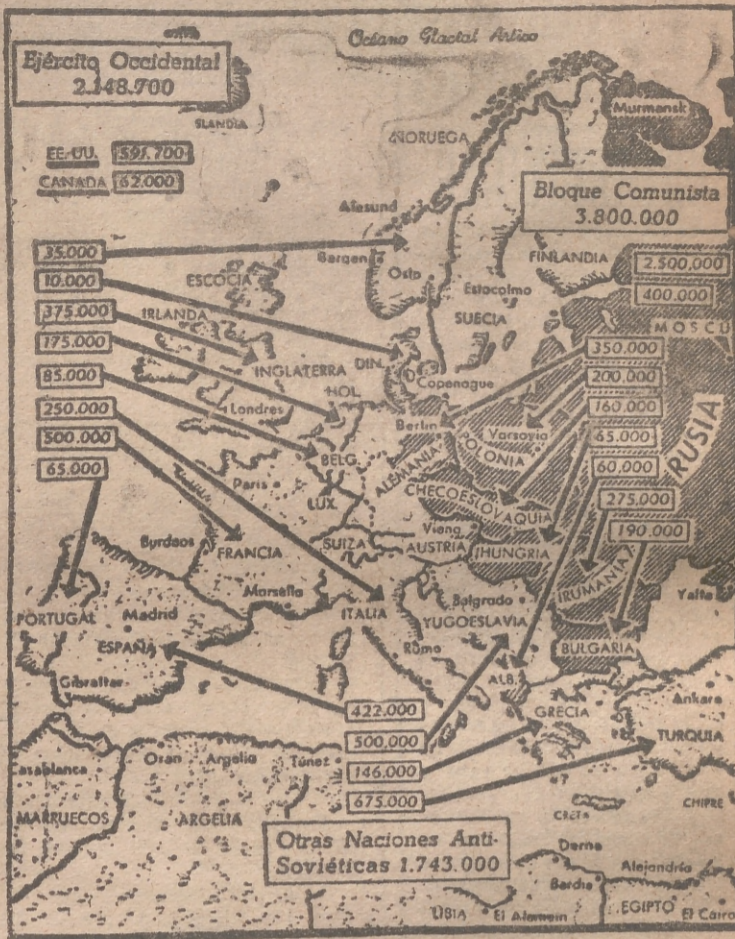 Océano Glacial Artico
Ejército Occidental
2.148.700
SLANDIA
EE.UU. 591.700
CANADA 62.000
Murmansk
NORUEGA
Bloque Comunista
3.800.000
Alesund
Bergen
Oslo
FINLANDIA
Estocolmo
SUECIA
35.000
10.000
375.000
175.000
85.000
250.000
500.000
65.000
ESCOCIA
IRLANDA
INGLATERRA
Londres
DIN.
Copenague
HOL.
BELG.
LUX.
Paris
2.500,000
400.000
MOSCU
350.000
200.000
160.000
65.000
60,000
275,000
190.000
RUSIA
Berlin
Varsovia
POLONIA
ALEMANIA
CHECOESLOVAQUIA
Viena
AUSTRIA
HUNGRIA
RUMANIA
SUIZA
Burdeos
FRANCIA
Marsella
ITALIA
Roma
Belgrado
YUGOESLAVIA
Yalta
BULGARIA
ALB.
PORTUGAL
Madrid
ESPAÑA
Gibraltar
GRECIA
Ankara
TURQUIA
422.000
500.000
146.000
675.000
Casablanca
Oran
Argelia
Túnez
MARRUECOS
ARGELIA
CRETA
CHIPRE
Otras Naciones Anti-
Soviéticas 1.743.000
Derna
Bardia
Alejandría
LIBIA
El Alamein
EGIPTO
El Cairo